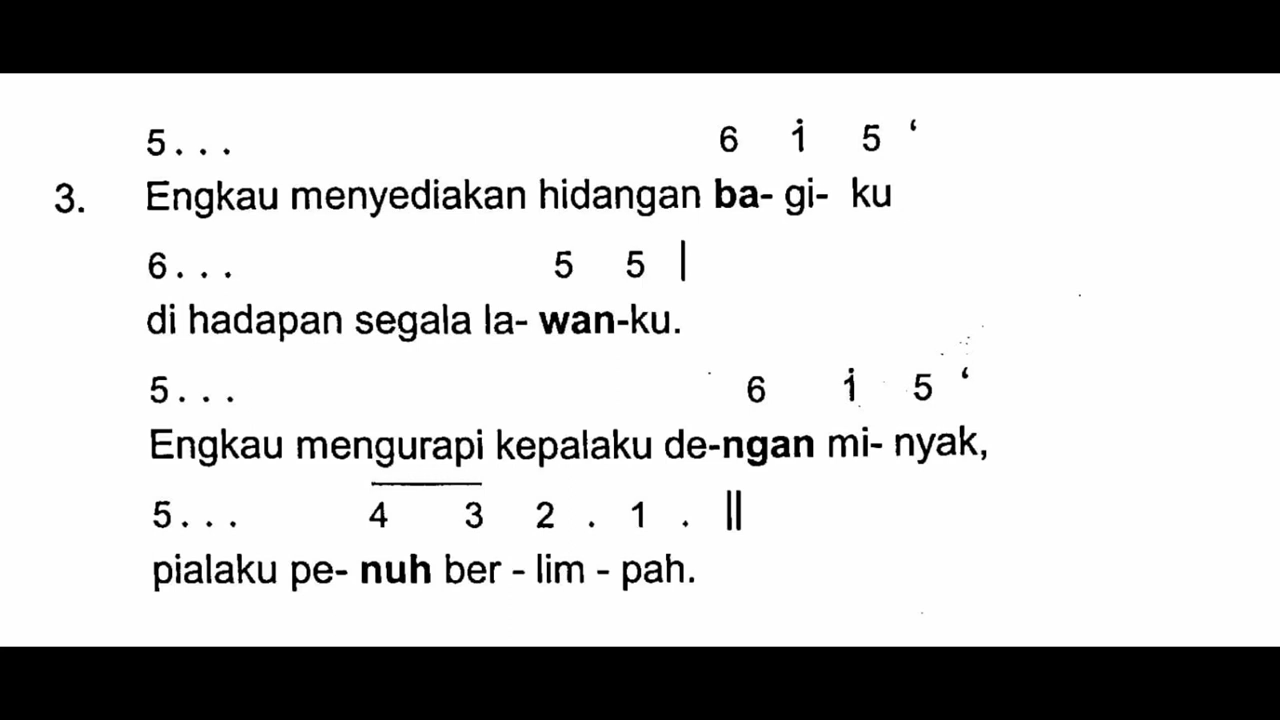 5... 6 1̇ 5 ‘
3. Engkau menyediakan hidangan ba- gi- ku
6... 5 5 |
di hadapan segala la- wan-ku.
5... 6 1̇ 5 ‘
Engkau mengurapi kepalaku de-ngan mi- nyak,
5... 4 3 2 . 1 . ||
pialaku pe- nuh ber - lim - pah.